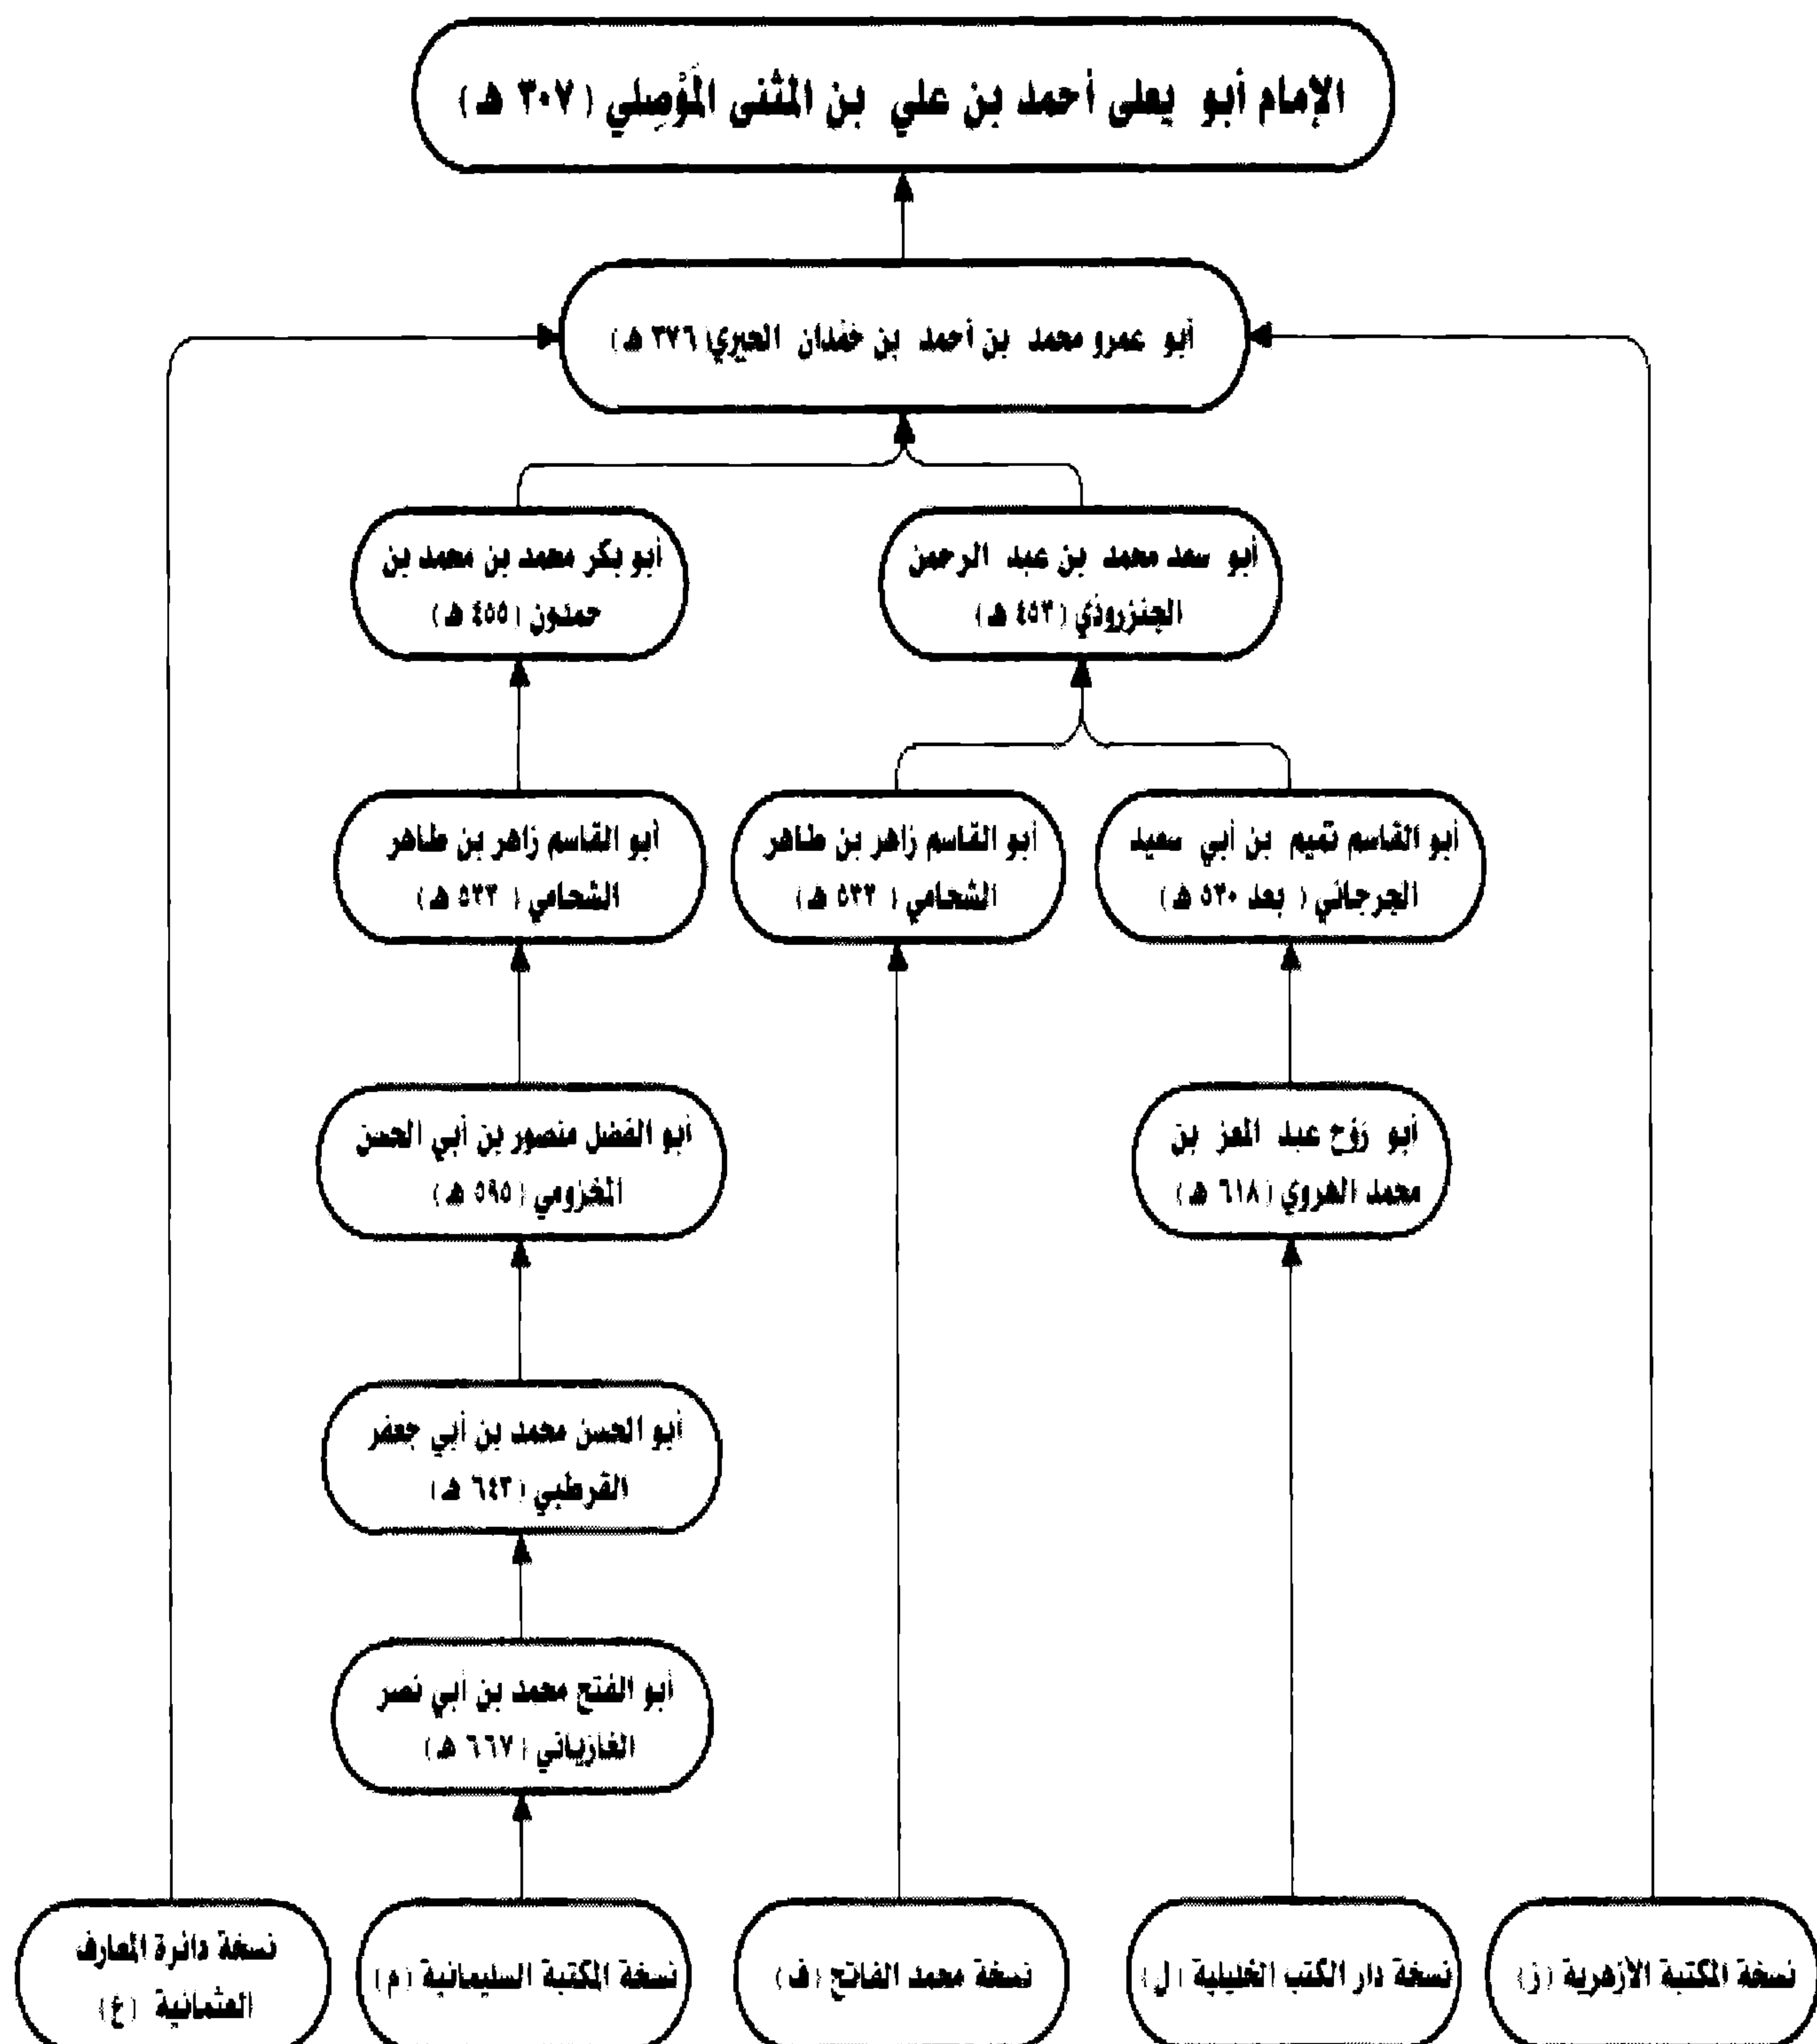 الإمام أبو يعلى أحمد بن علي بن المثنى المَوْصِلي (٣٠٧ هـ)
أبو عمرو محمد بن أحمد بن حَمْدان الحيري (٣٧٦ هـ)
أبو سعد محمد بن عبد الرحمن
الجنزروذي (٤٥٣ هـ)
أبو بكر محمد بن محمد بن
حمدون (٤٥٥ هـ)
أبو القاسم تميم بن أبي سعيد
الجرجاني (بعد ٥٣٠ هـ)
أبو القاسم زاهر بن طاهر
الشحامي (٥٣٣ هـ)
أبو القاسم زاهر بن طاهر
الشحامي (٥٣٣ هـ)
أبو رَوْح عبد المعز بن
محمد الهروي (٦١٨ هـ)
أبو الفضل منصور بن أبي الحسن
المخزومي (٥٩٥ هـ)
أبو الحسن محمد بن أبي جعفر
القرطبي (٦٤٣ هـ)
أبو الفتح محمد بن أبي نصر
الغازياني (٦٦٧ هـ)
نسخة المكتبة الأزهرية (ز)
نسخة دار الكتب الخليلية (ل)
نسخة محمد الفاتح (ف)
نسخة المكتبة السليمانية (م)
نسخة دائرة المعارف
العثمانية (ع)